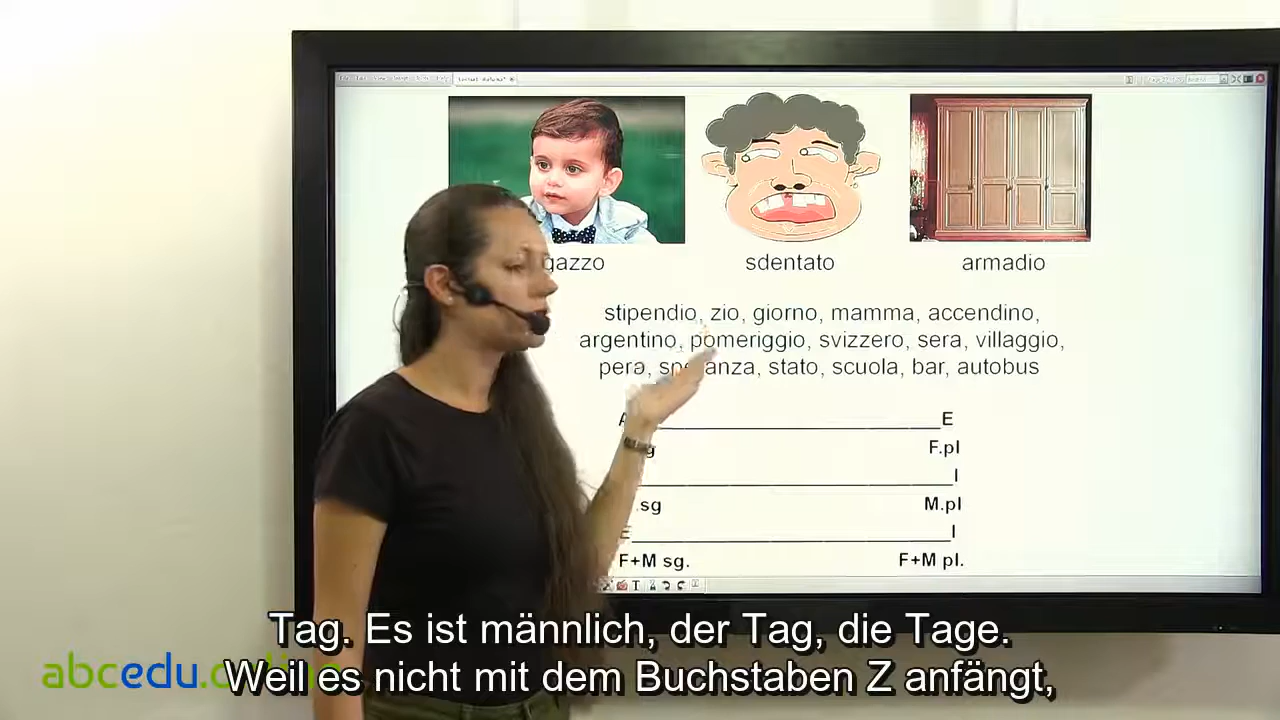 gazzo
sdentato
armadio
stipendio, zio, giorno, mamma, accendino,
argentino, pomeriggio, svizzero, sera, villaggio,
pera, speranza, stato, scuola, bar, autobus
E
F.pl
I
.sg
M.pl
E I
F+M sg.
F+M pl.
Tag. Es ist männlich, der Tag, die Tage.
Weil es nicht mit dem Buchstaben Z anfängt,
abcedu.